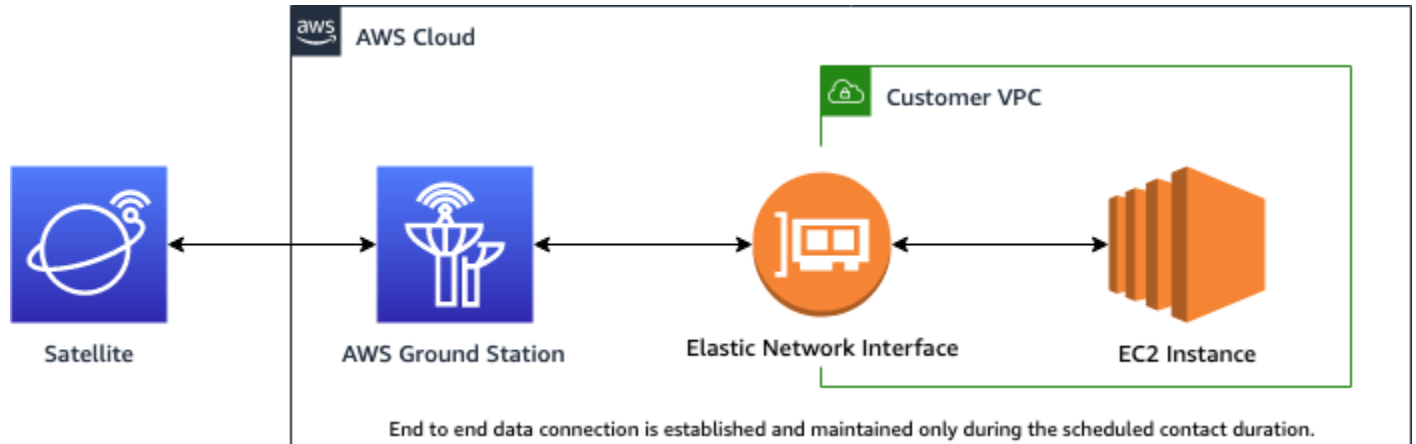 aws
AWS Cloud
Customer VPC
Satellite
AWS Ground Station
Elastic Network Interface
EC2 Instance
End to end data connection is established and maintained only during the scheduled contact duration.